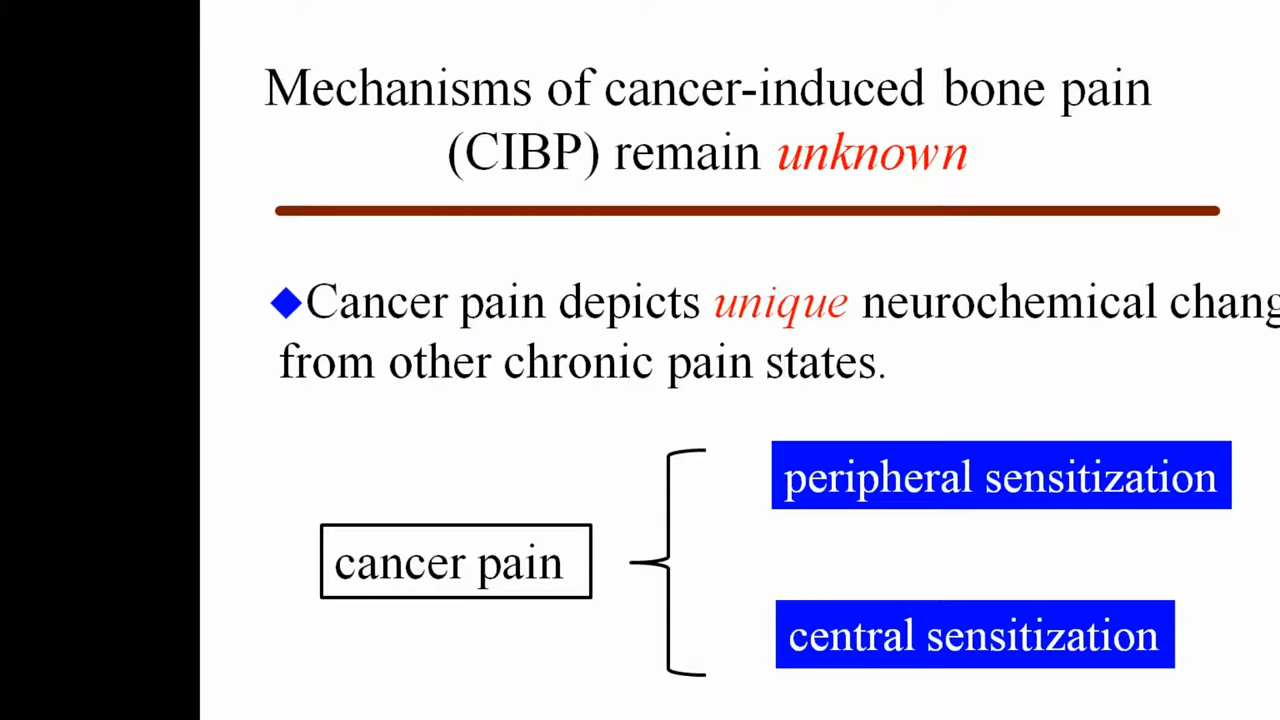 Mechanisms of cancer-induced bone pain
(CIBP) remain unknown
Cancer pain depicts unique neurochemical chang
from other chronic pain states.
peripheral sensitization
cancer pain
central sensitization